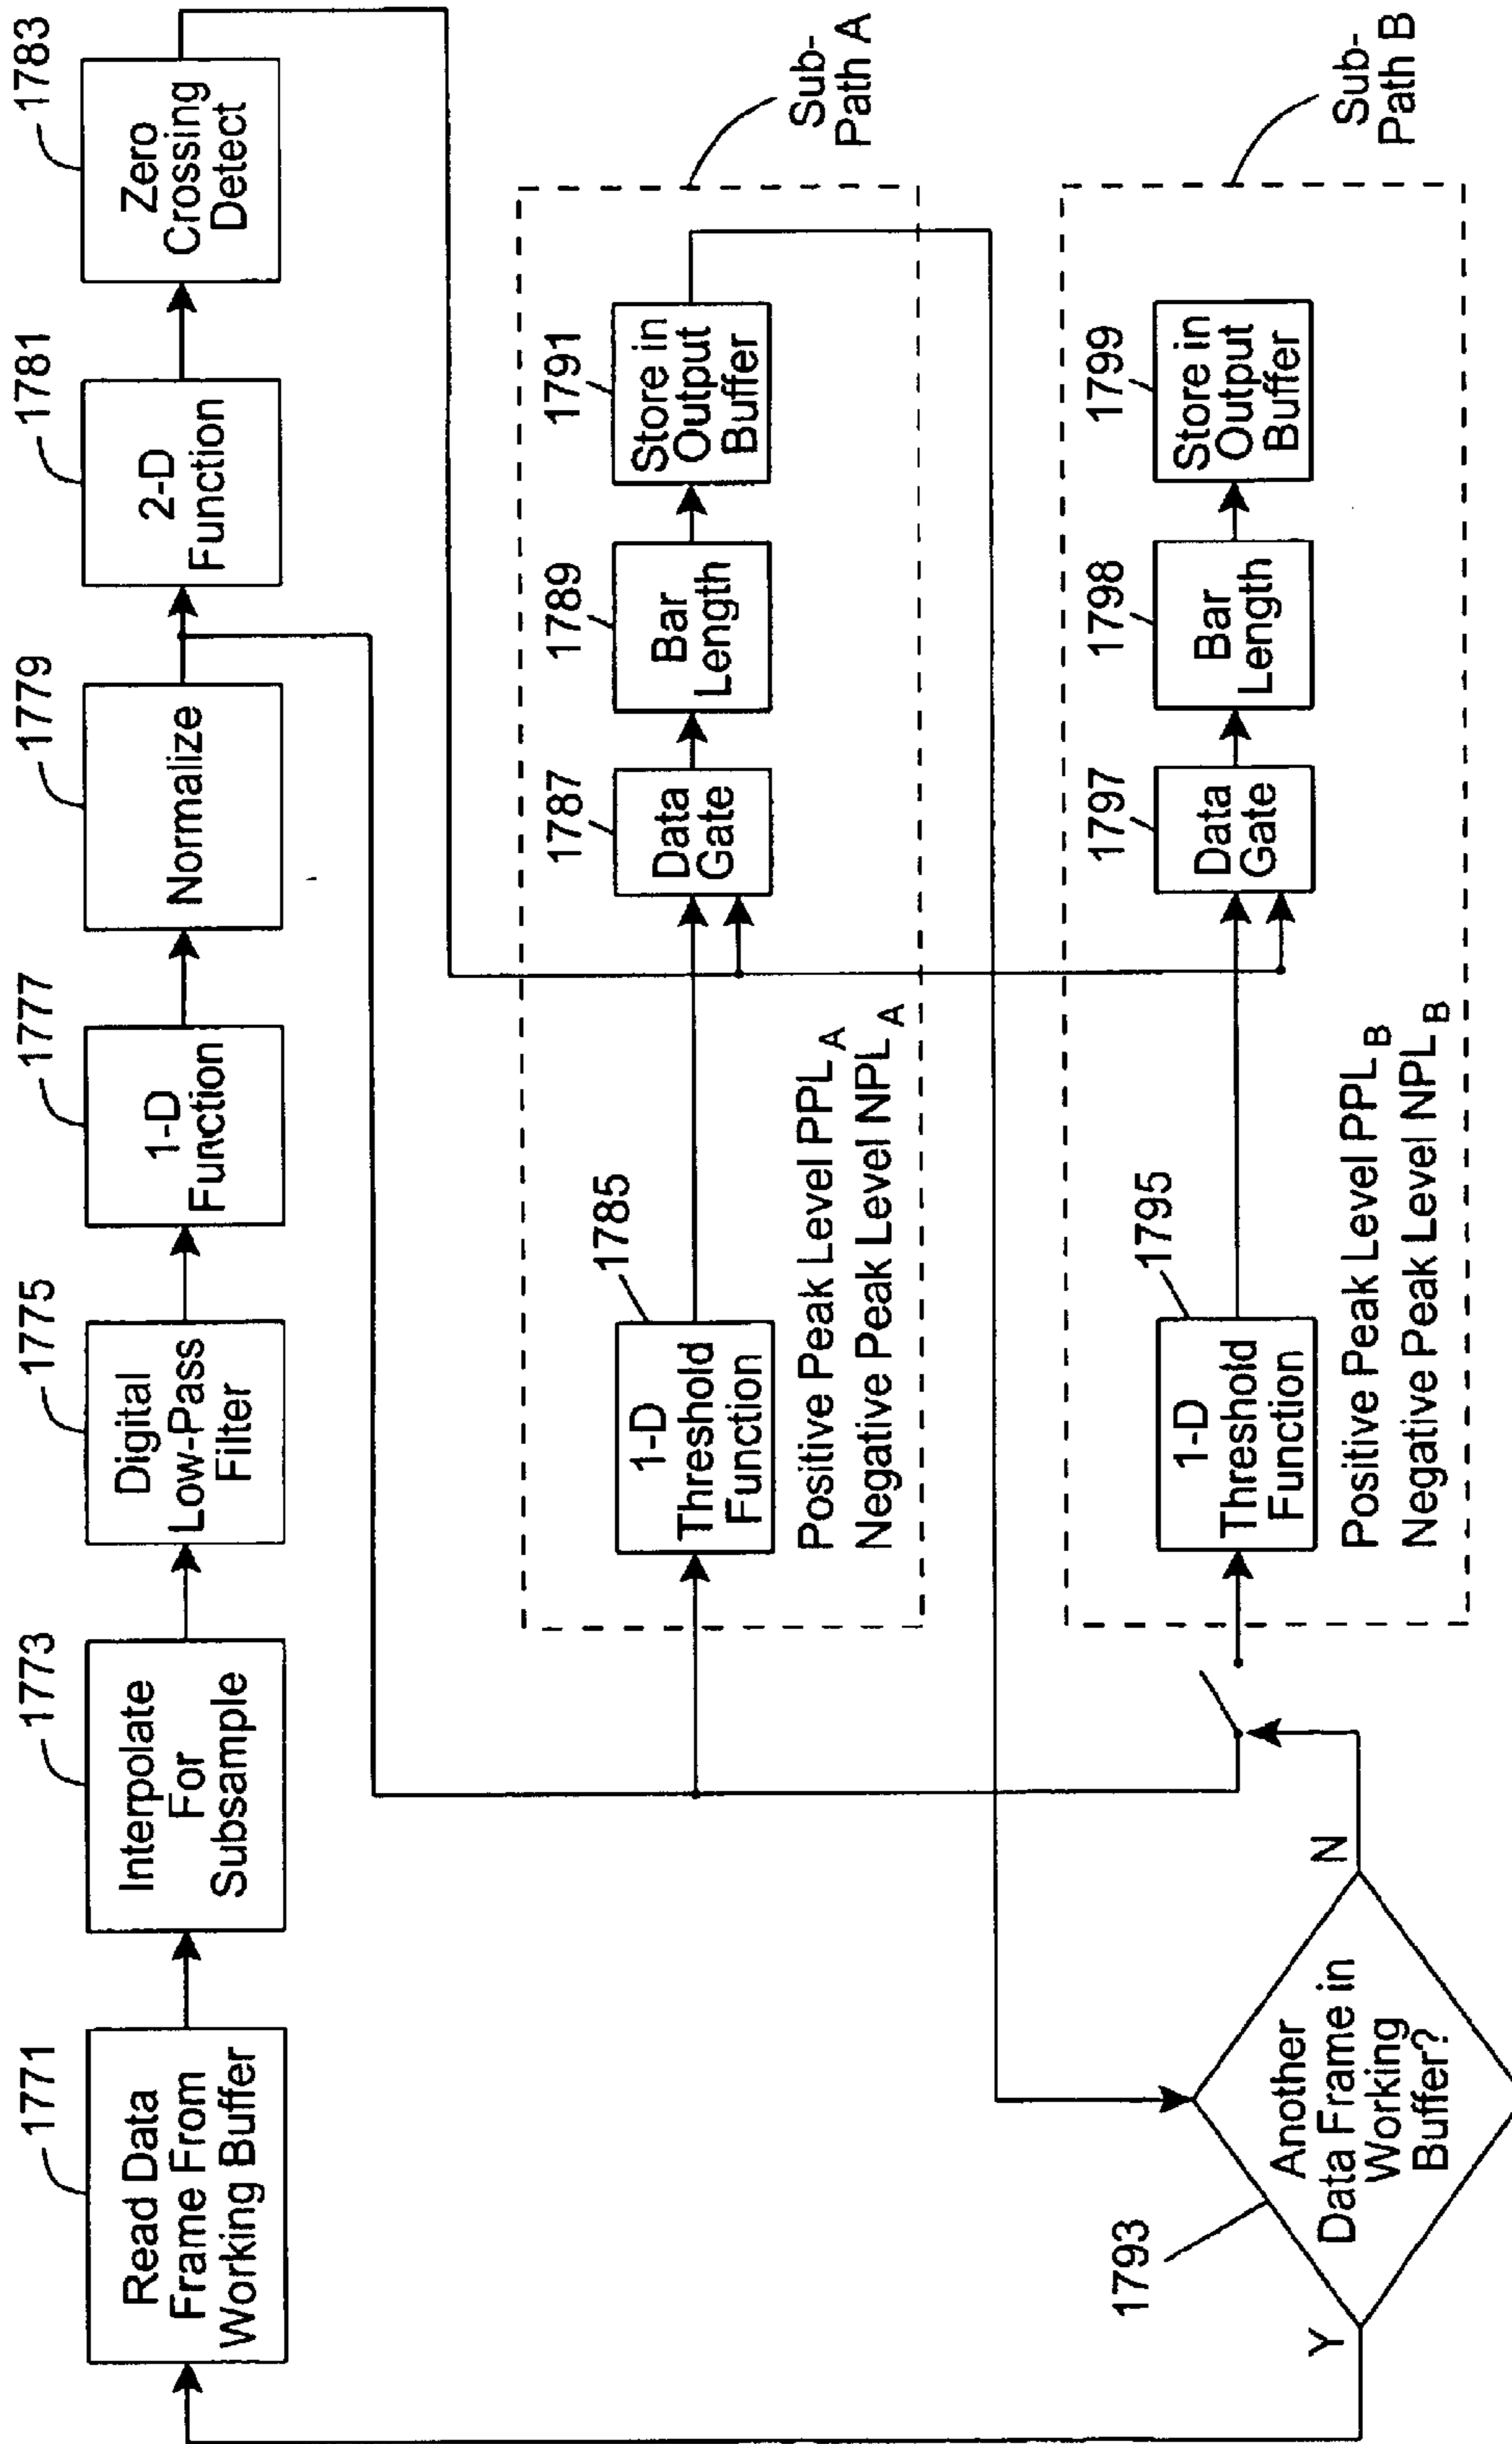 1771
Read Data
Frame From
Working Buffer
1773
Interpolate
For
Subsample
1775
Digital
Low-Pass
Filter
1777
1-D
Function
1779
Normalize
1781
2-D
Function
1783
Zero
Crossing
Detect
Sub-
Path A
1785
1-D
Threshold
Function
Positive Peak Level PPL A
Negative Peak Level NPL A
1787
Data
Gate
1789
Bar
Length
1791
Store in
Output
Buffer
1793
Another
Data Frame in
Working
Buffer?
Y
N
Sub-
Path B
1795
1-D
Threshold
Function
Positive Peak Level PPL B
Negative Peak Level NPL B
1797
Data
Gate
1798
Bar
Length
1799
Store in
Output
Buffer